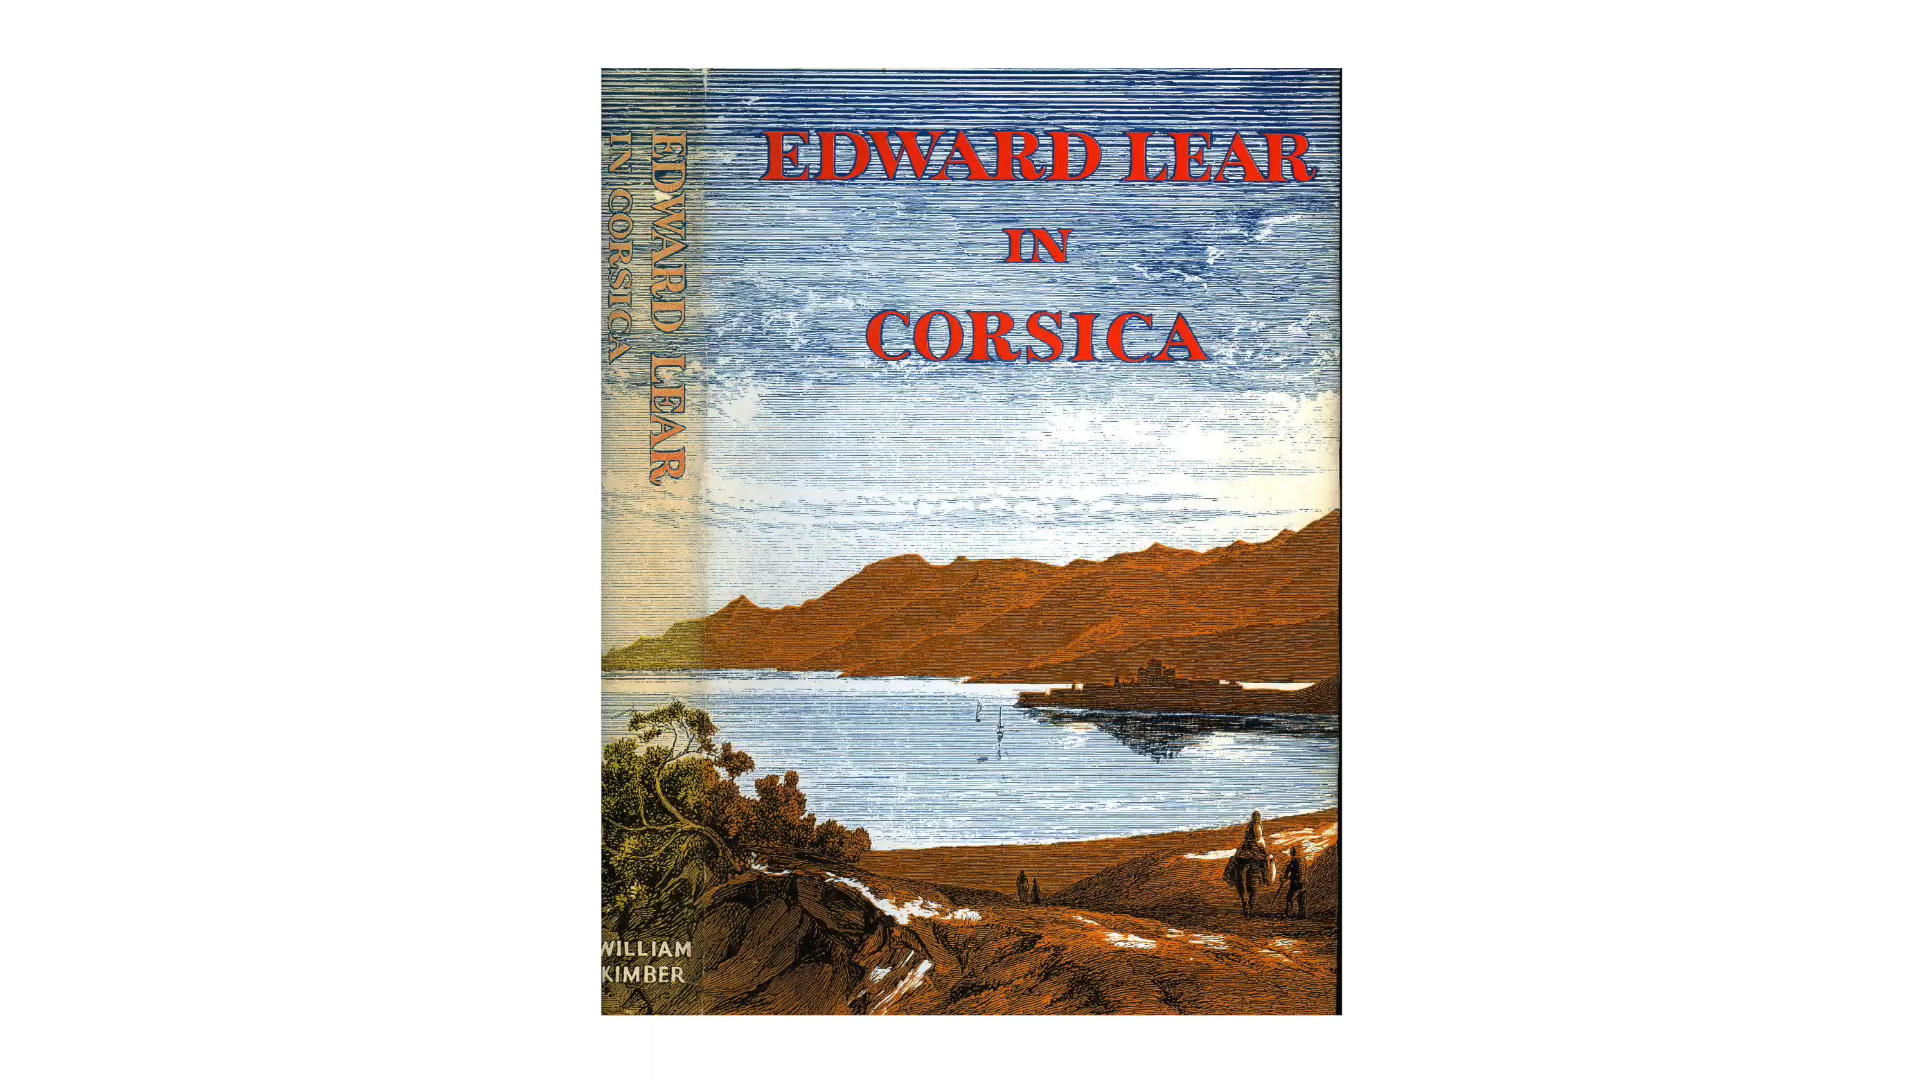 EDWARD LEAR
IN CORSICA
WILLIAM
KIMBER
EDWARD LEAR
IN
CORSICA